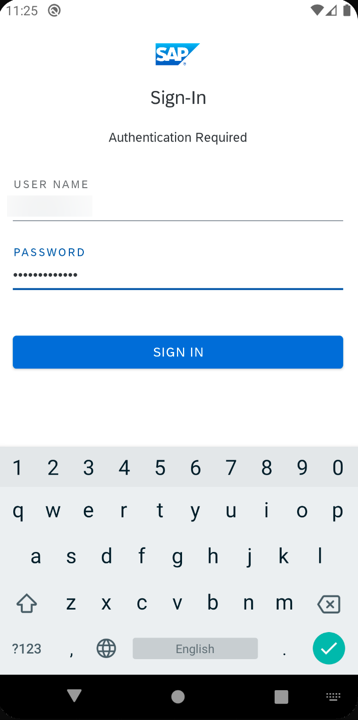 11:25
SAP
Sign-In
Authentication Required
USER NAME
PASSWORD
•••••••••••••
SIGN IN
1 2 3 4 5 6 7 8 9 0
q w e r t y u i o p
a s d f g h j k l
z x c v b n m
?123 , English .